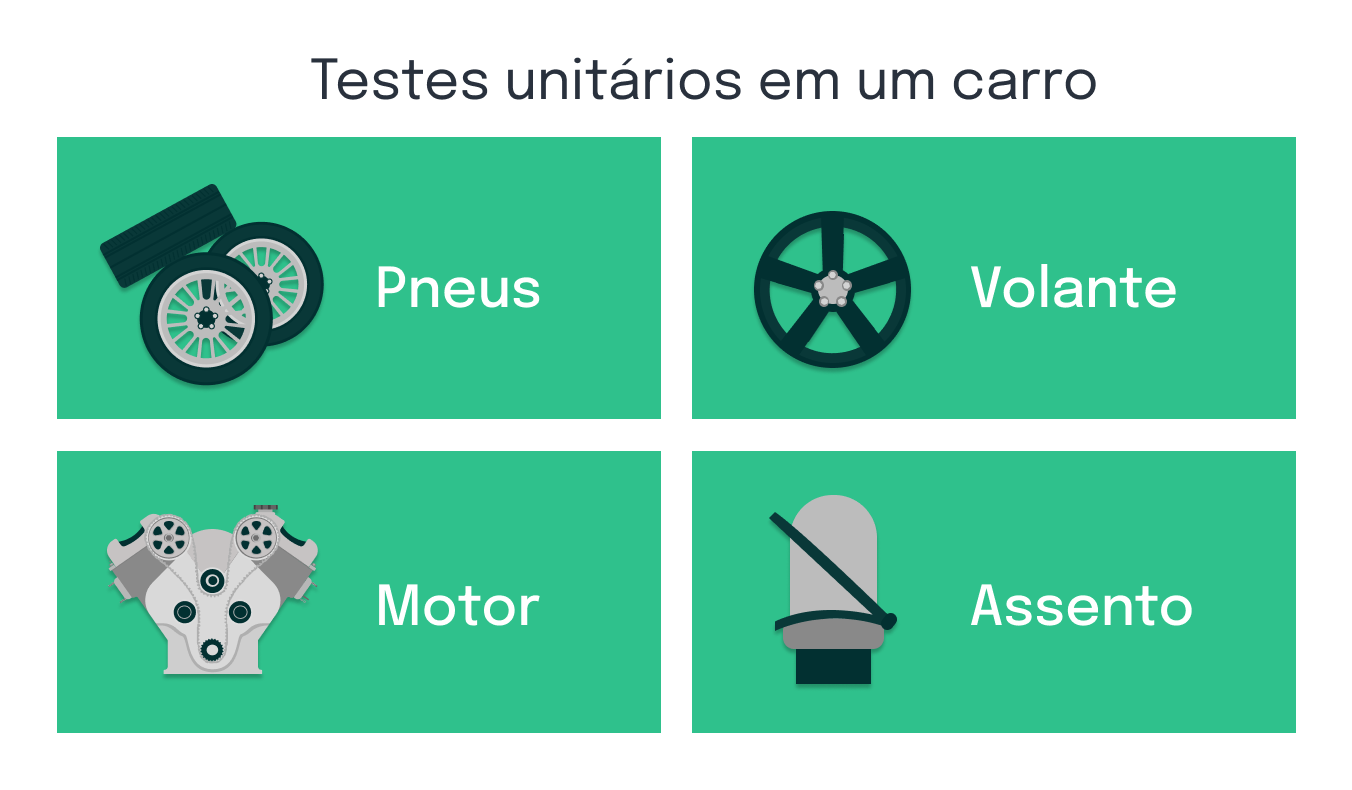 Testes unitários em um carro
Pneus
Volante
Motor
Assento